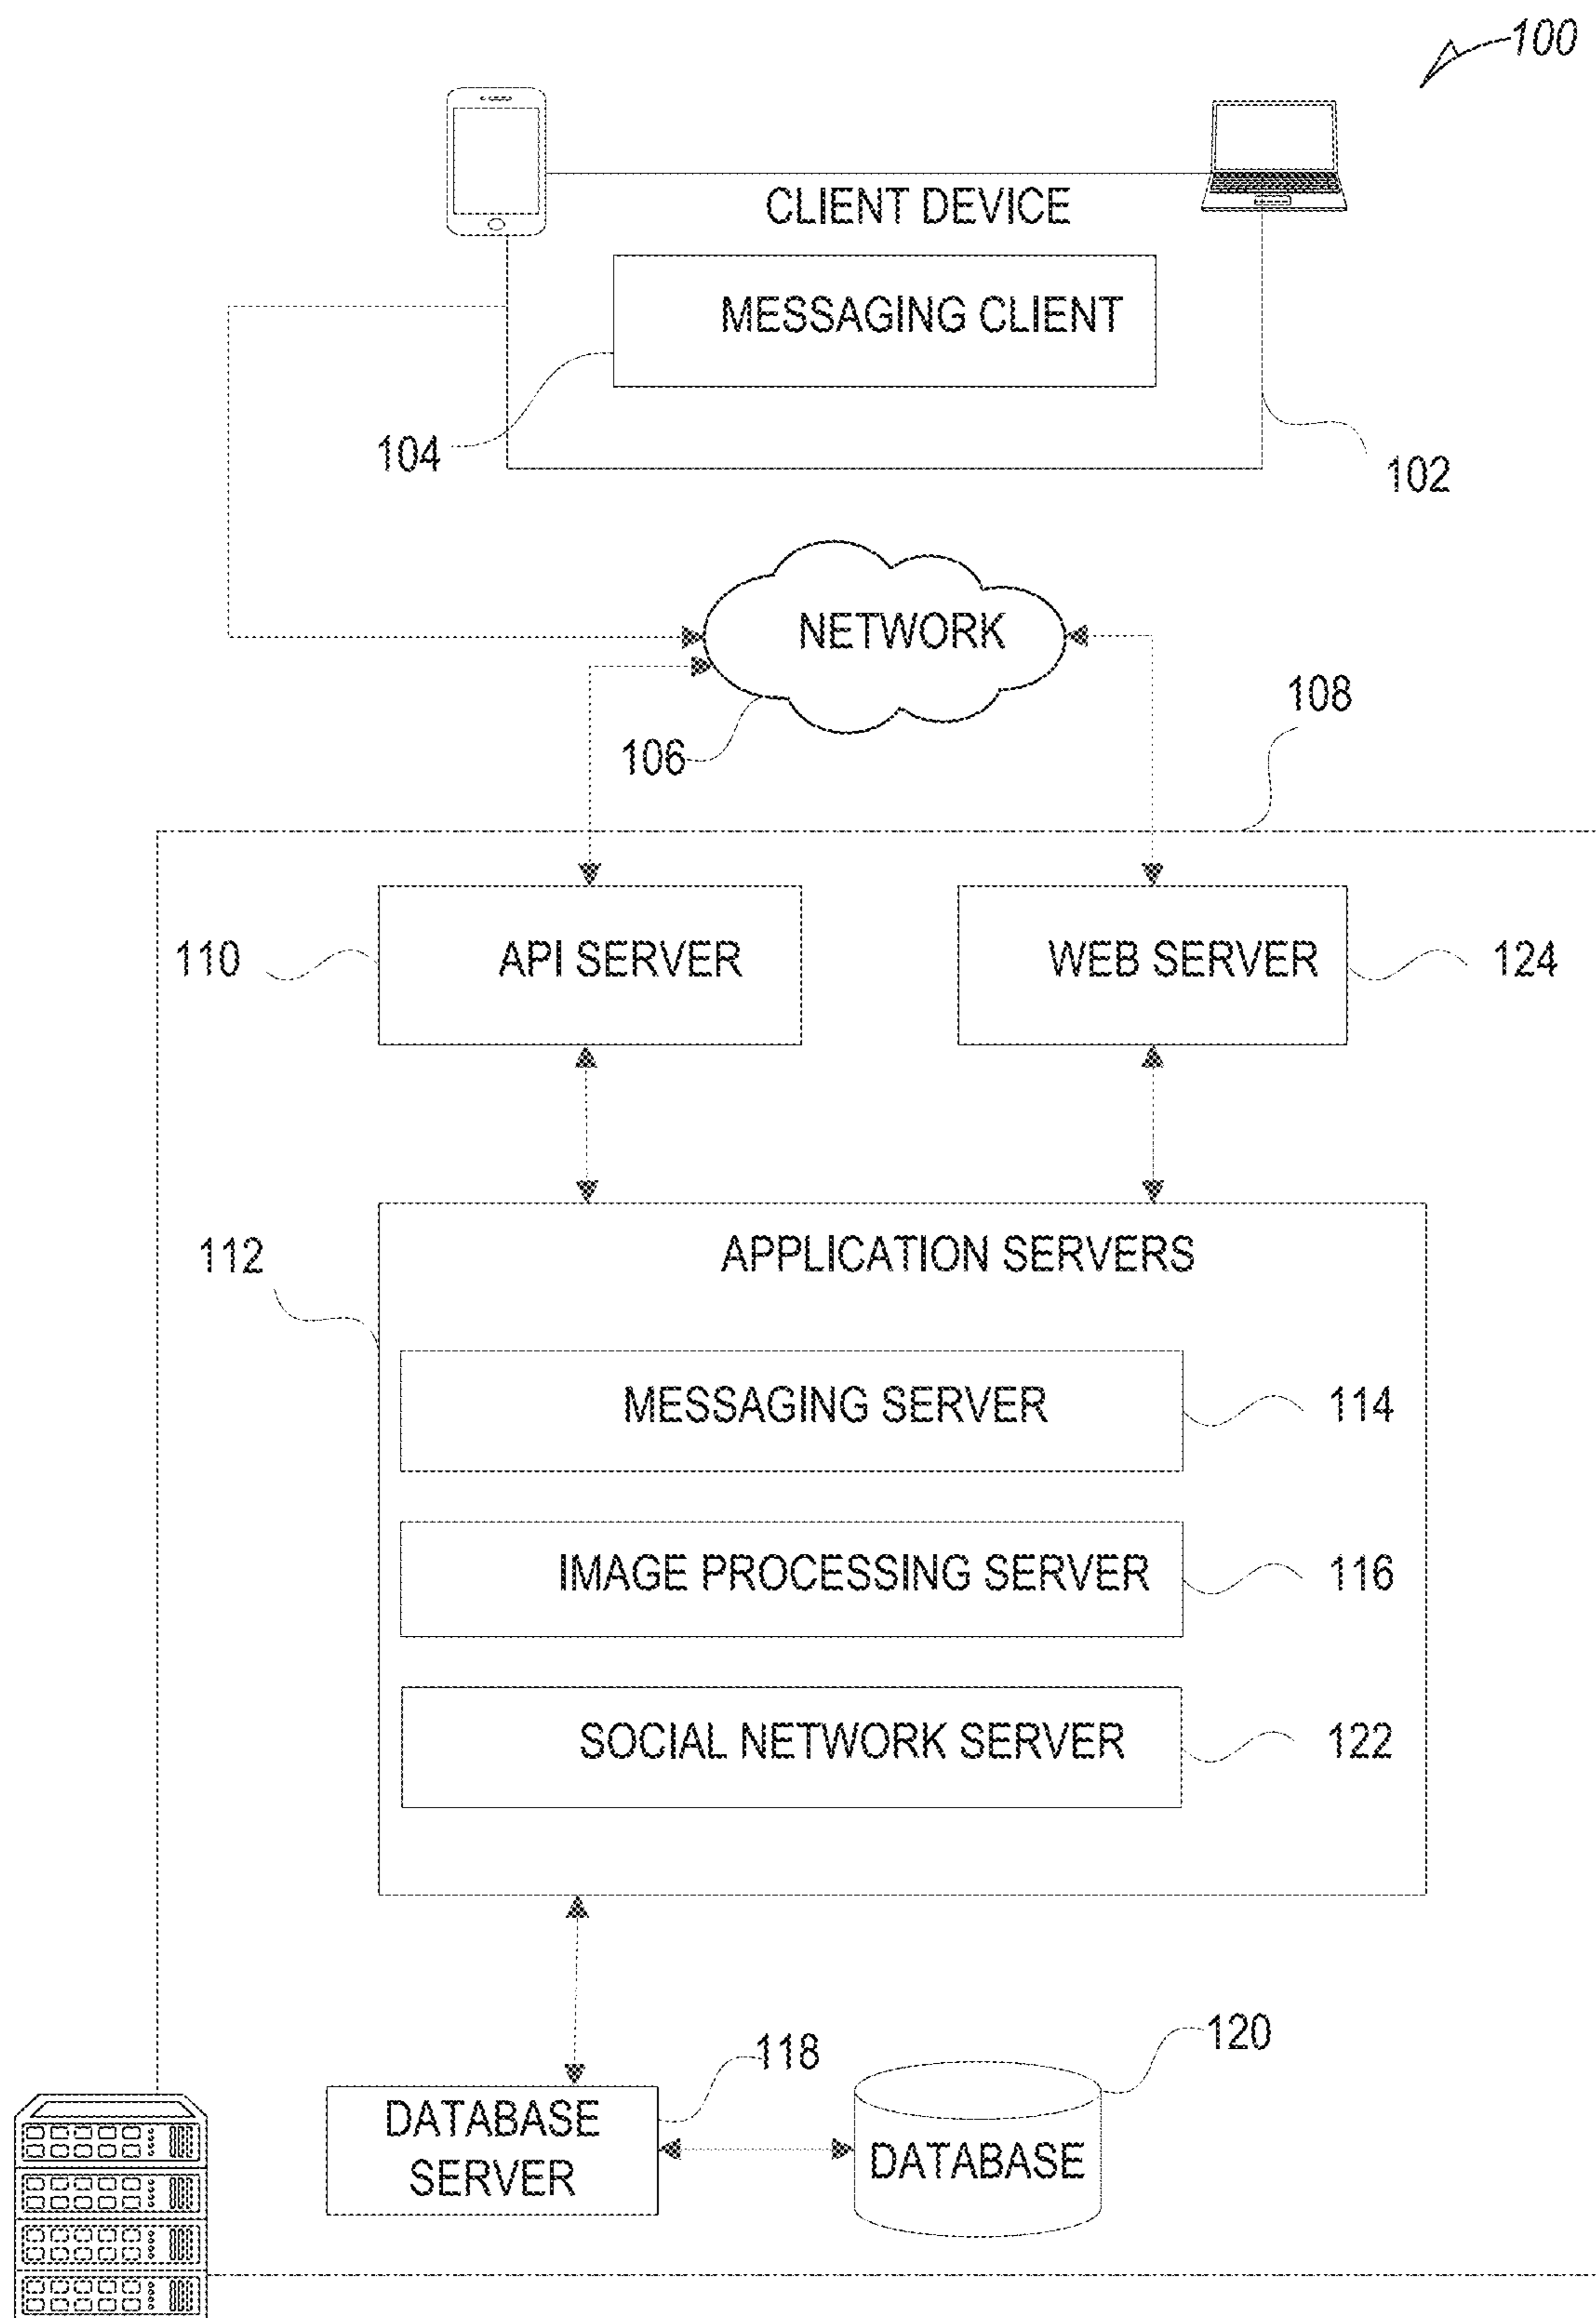 100
CLIENT DEVICE
MESSAGING CLIENT
104
102
NETWORK
106
108
110
API SERVER
WEB SERVER
124
112
APPLICATION SERVERS
MESSAGING SERVER
114
IMAGE PROCESSING SERVER
116
SOCIAL NETWORK SERVER
122
118
120
DATABASE
SERVER
DATABASE